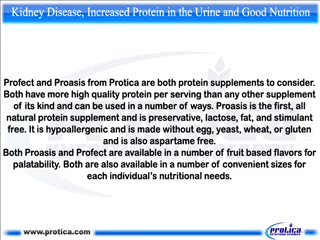 Kidney Disease, Increased Protein in the Urine and Good Nutrition
Profect and Proasis from Protica are both protein supplements to consider.
Both have more high quality protein per serving than any other supplement
of its kind and can be used in a number of ways. Proasis is the first, all
natural protein supplement and is preservative, lactose, fat, and stimulant
free. It is hypoallergenic and is made without egg, yeast, wheat, or gluten
and is also aspartame free.
Both Proasis and Profect are available in a number of fruit based flavors for
palatability. Both are also available in a number of convenient sizes for
each individual's nutritional needs.
www.protica.com
protica